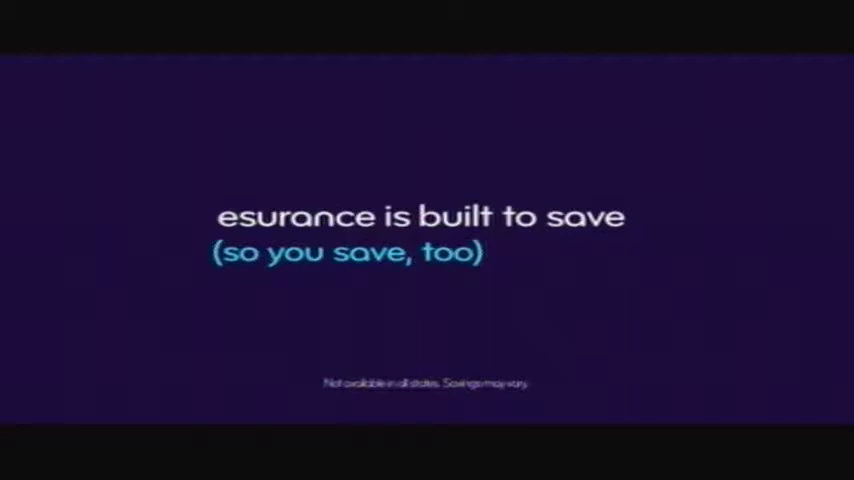 esurance is built to save
(so you save, too)
Not available in all states. Savings may vary.